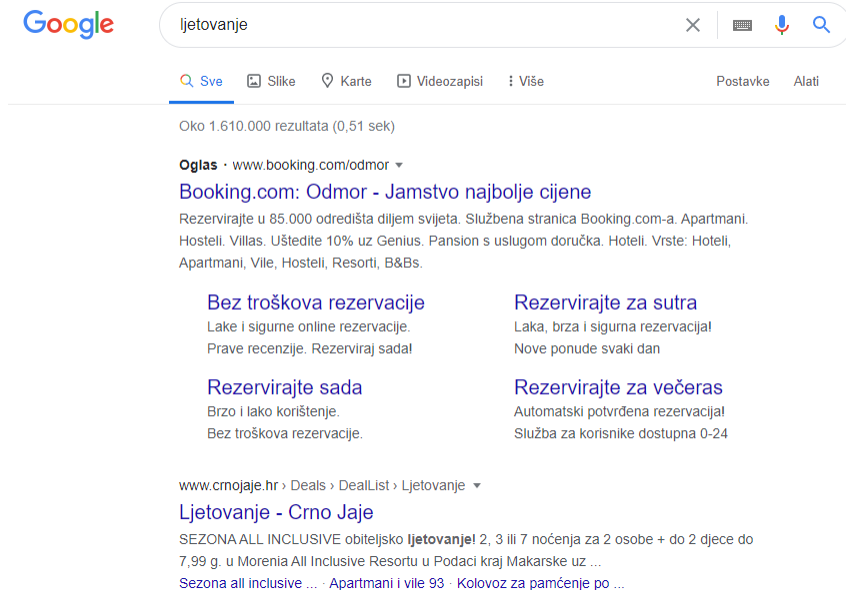 Google
ljetovanje
Sve Slike Karte Videozapisi Više Postavke Alati
Oko 1.610.000 rezultata (0,51 sek)
Oglas · www.booking.com/odmor
Booking.com: Odmor - Jamstvo najbolje cijene
Rezervirajte u 85.000 odredišta diljem svijeta. Službena stranica Booking.com-a. Apartmani.
Hosteli. Villas. Uštedite 10% uz Genius. Pansion s uslugom doručka. Hoteli. Vrste: Hoteli,
Apartmani, Vile, Hosteli, Resorti, B&Bs.
Bez troškova rezervacije
Lake i sigurne online rezervacije.
Prave recenzije. Rezerviraj sada!
Rezervirajte za sutra
Laka, brza i sigurna rezervacija!
Nove ponude svaki dan
Rezervirajte sada
Brzo i lako korištenje.
Bez troškova rezervacije.
Rezervirajte za večeras
Automatski potvrđena rezervacija!
Služba za korisnike dostupna 0-24
www.crnojaje.hr › Deals › DealList › Ljetovanje
Ljetovanje - Crno Jaje
SEZONA ALL INCLUSIVE obiteljsko ljetovanje! 2, 3 ili 7 noćenja za 2 osobe + do 2 djece do
7,99 g. u Morenia All Inclusive Resortu u Podaci kraj Makarske uz ...
Sezona all inclusive ... · Apartmani i vile 93 · Kolovoz za pamćenje po ...